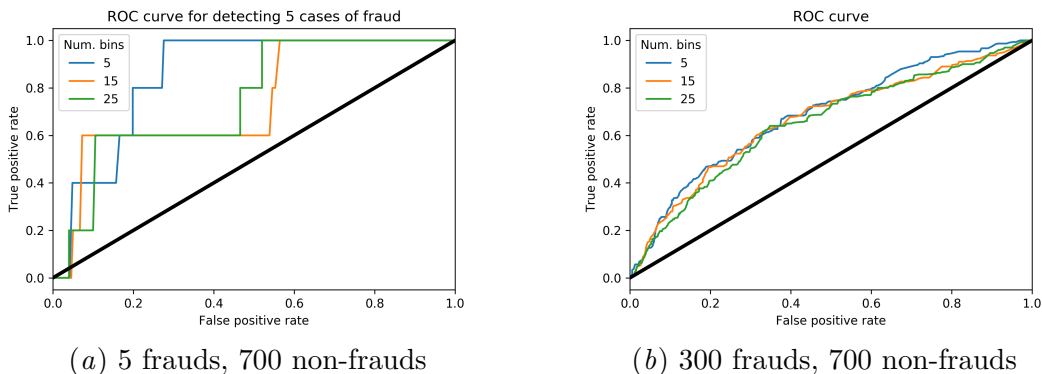 ROC curve for detecting 5 cases of fraud
Num. bins
5
15
25
True positive rate
1.0
0.8
0.6
0.4
0.2
0.0
0.0 0.2 0.4 0.6 0.8 1.0
False positive rate
(a) 5 frauds, 700 non-frauds
ROC curve
Num. bins
5
15
25
True positive rate
1.0
0.8
0.6
0.4
0.2
0.0
0.0 0.2 0.4 0.6 0.8 1.0
False positive rate
(b) 300 frauds, 700 non-frauds